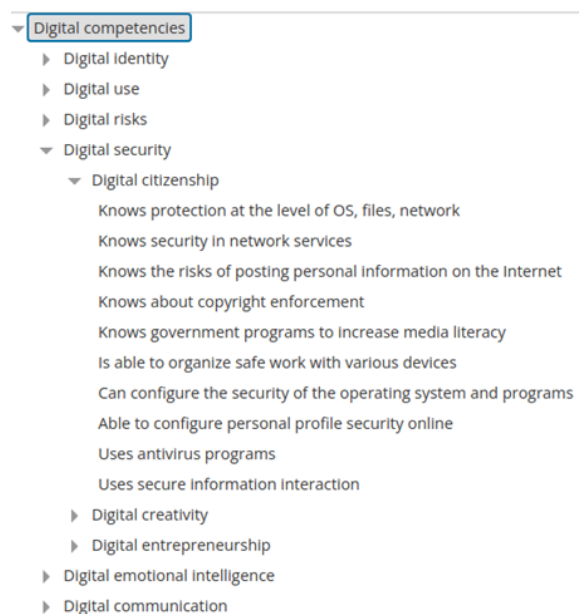 Digital competencies
Digital identity
Digital use
Digital risks
Digital security
Digital citizenship
Knows protection at the level of OS, files, network
Knows security in network services
Knows the risks of posting personal information on the Internet
Knows about copyright enforcement
Knows government programs to increase media literacy
Is able to organize safe work with various devices
Can configure the security of the operating system and programs
Able to configure personal profile security online
Uses antivirus programs
Uses secure information interaction
Digital creativity
Digital entrepreneurship
Digital emotional intelligence
Digital communication